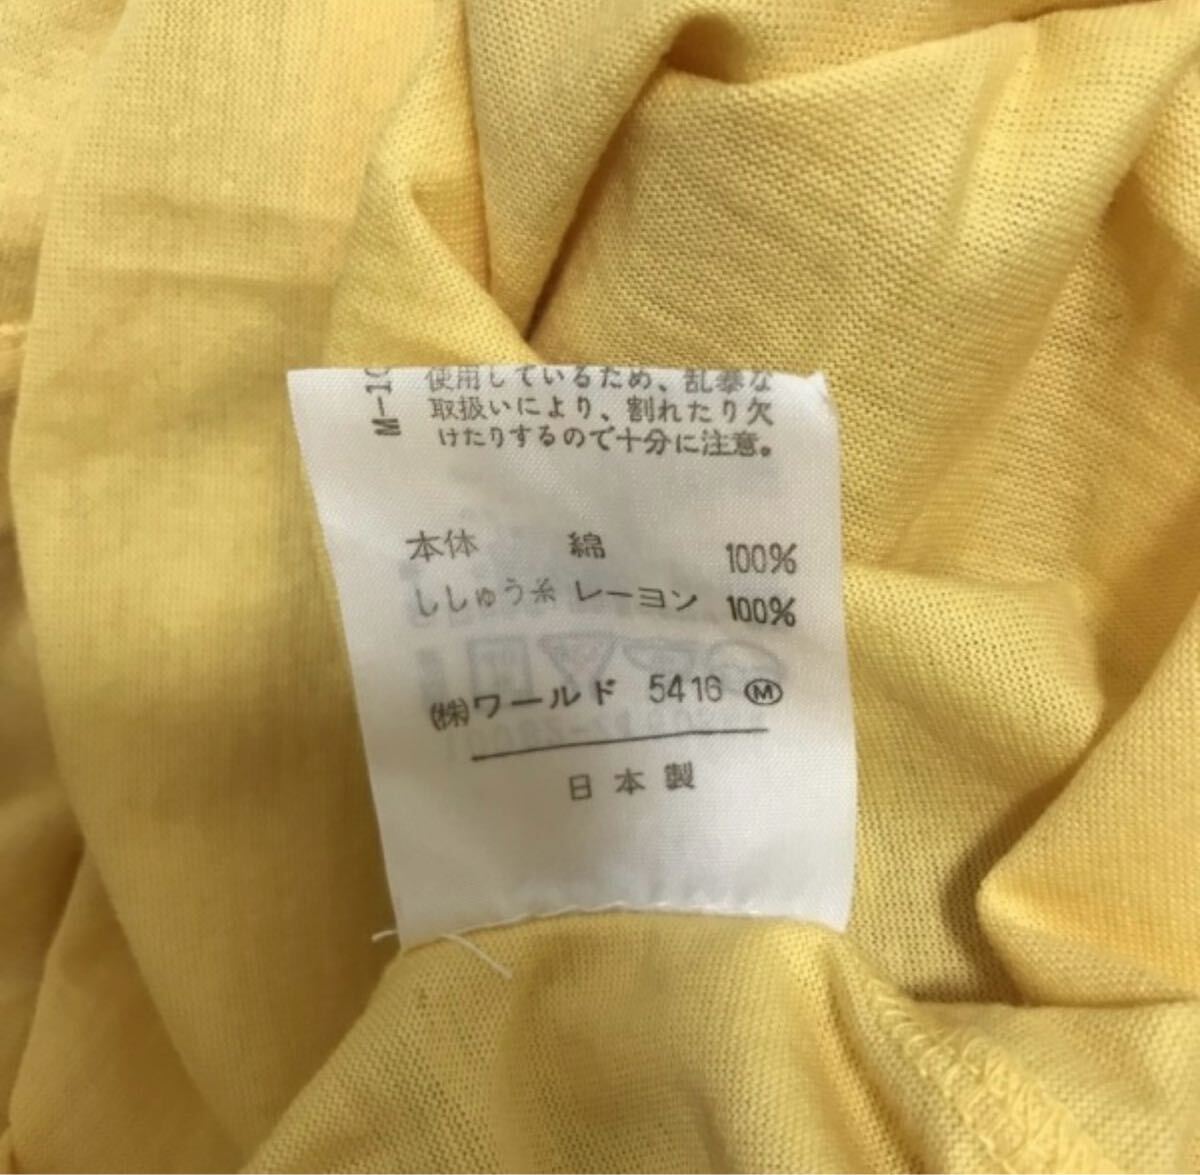 使用しているため、乱暴な
取扱いにより、割れたり欠
けたりするので十分に注意。
M-10
本体 綿 100%
ししゅう糸 レーヨン 100%
(株)ワールド 5416 Ⓜ
日本製